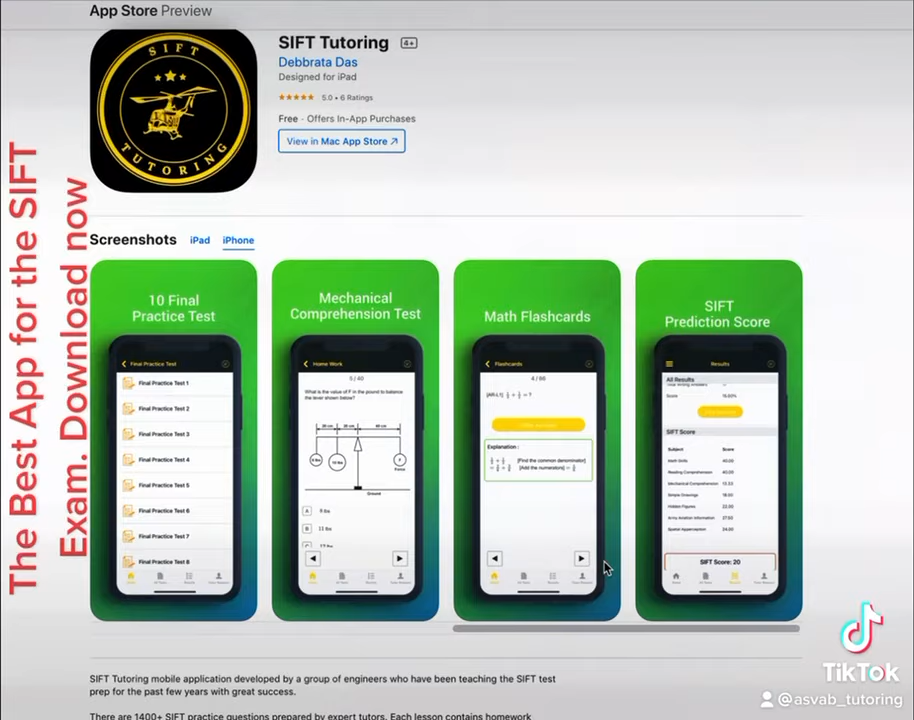 App Store Preview
SIFT
TUTORING
SIFT Tutoring 4+
Debbrata Das
Designed for iPad
5.0 • 6 Ratings
Free · Offers In-App Purchases
View in Mac App Store ↗
The Best App for the SIFT
Exam. Download now
Screenshots iPad iPhone
10 Final
Practice Test
Final Practice Test
Final Practice Test 1
Final Practice Test 2
Final Practice Test 3
Final Practice Test 4
Final Practice Test 5
Final Practice Test 6
Final Practice Test 7
Final Practice Test 8
Mechanical
Comprehension Test
Home Work
5 / 40
What is the value of F in the pound to balance
the lever shown below?
Ground
A 9 lbs
B 11 lbs
Math Flashcards
Flashcards
Explanation :
[Find the common denominator]
[Add the numerators]
SIFT
Prediction Score
Results
All Results
Score
SIFT Score
Subject Score
Math Skills 40.00
Reading Comprehension
Mechanical Comprehension
Simple Drawings
Hidden Figures
Army Aviation Information
Spatial Apperception
SIFT Score: 20
SIFT Tutoring mobile application developed by a group of engineers who have been teaching the SIFT test
prep for the past few years with great success.
There are 1400+ SIFT practice questions prepared by expert tutors. Each lesson contains homework
TikTok
@asvab_tutoring